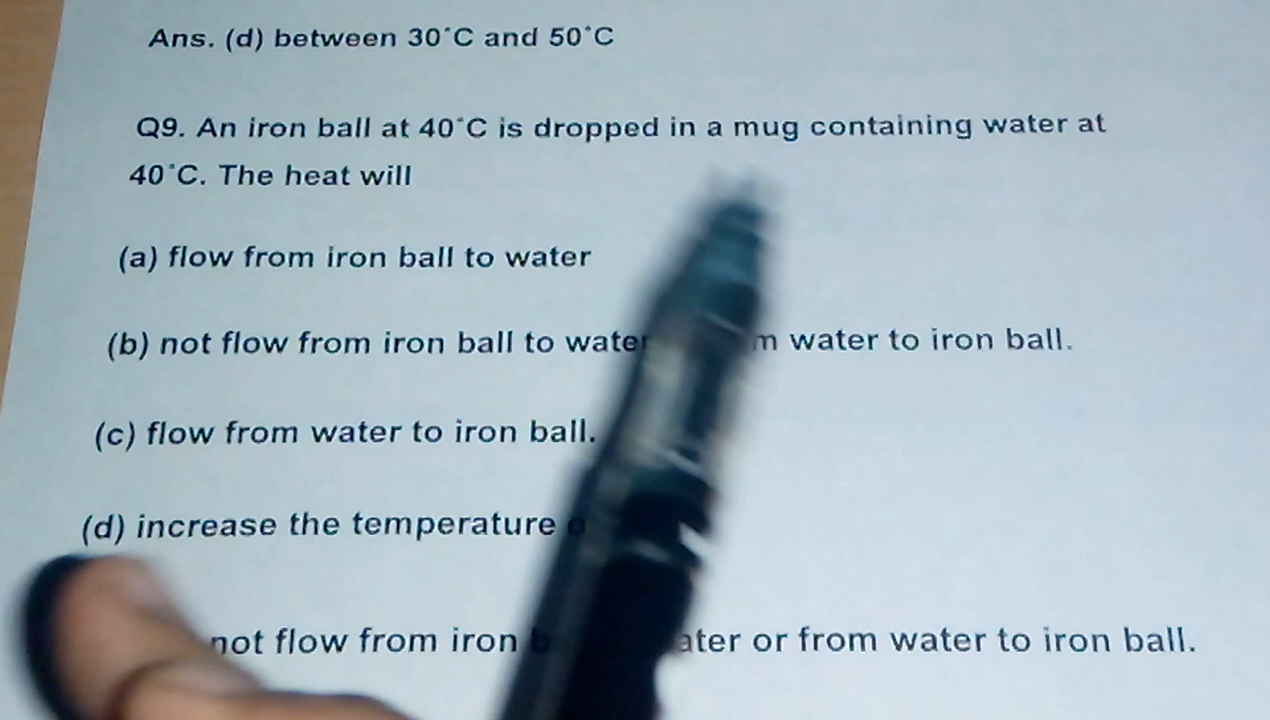 Ans. (d) between 30°C and 50°C
Q9. An iron ball at 40°C is dropped in a mug containing water at
40°C. The heat will
(a) flow from iron ball to water
(b) not flow from iron ball to water water to iron ball.
(c) flow from water to iron ball.
(d) increase the temperature
not flow from iron or from water to iron ball.